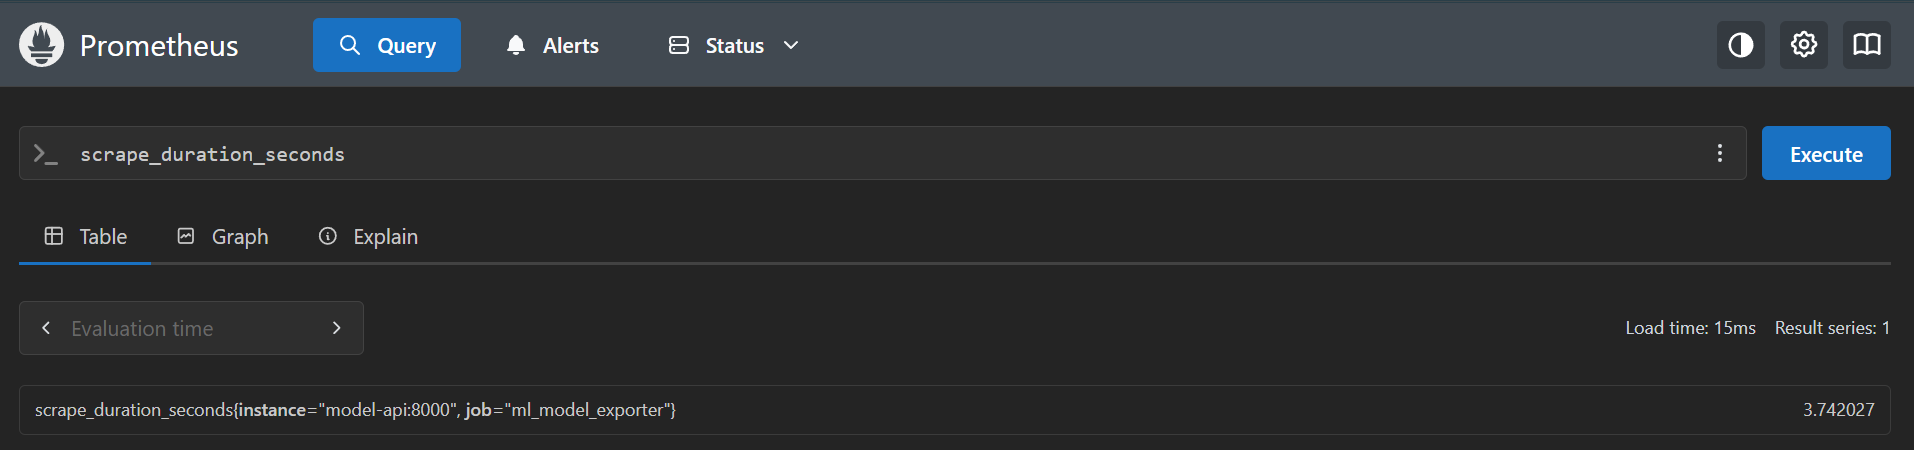 Prometheus Query Alerts Status
scrape_duration_seconds
Execute
Table Graph Explain
Evaluation time
Load time: 15ms Result series: 1
scrape_duration_seconds{instance="model-api:8000", job="ml_model_exporter"} 3.742027